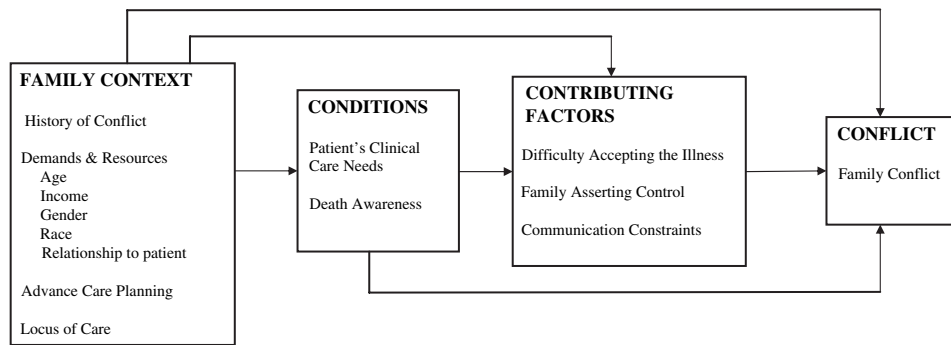 FAMILY CONTEXT
History of Conflict
Demands & Resources
Age
Income
Gender
Race
Relationship to patient
Advance Care Planning
Locus of Care
CONDITIONS
Patient's Clinical
Care Needs
Death Awareness
CONTRIBUTING
FACTORS
Difficulty Accepting the Illness
Family Asserting Control
Communication Constraints
CONFLICT
Family Conflict